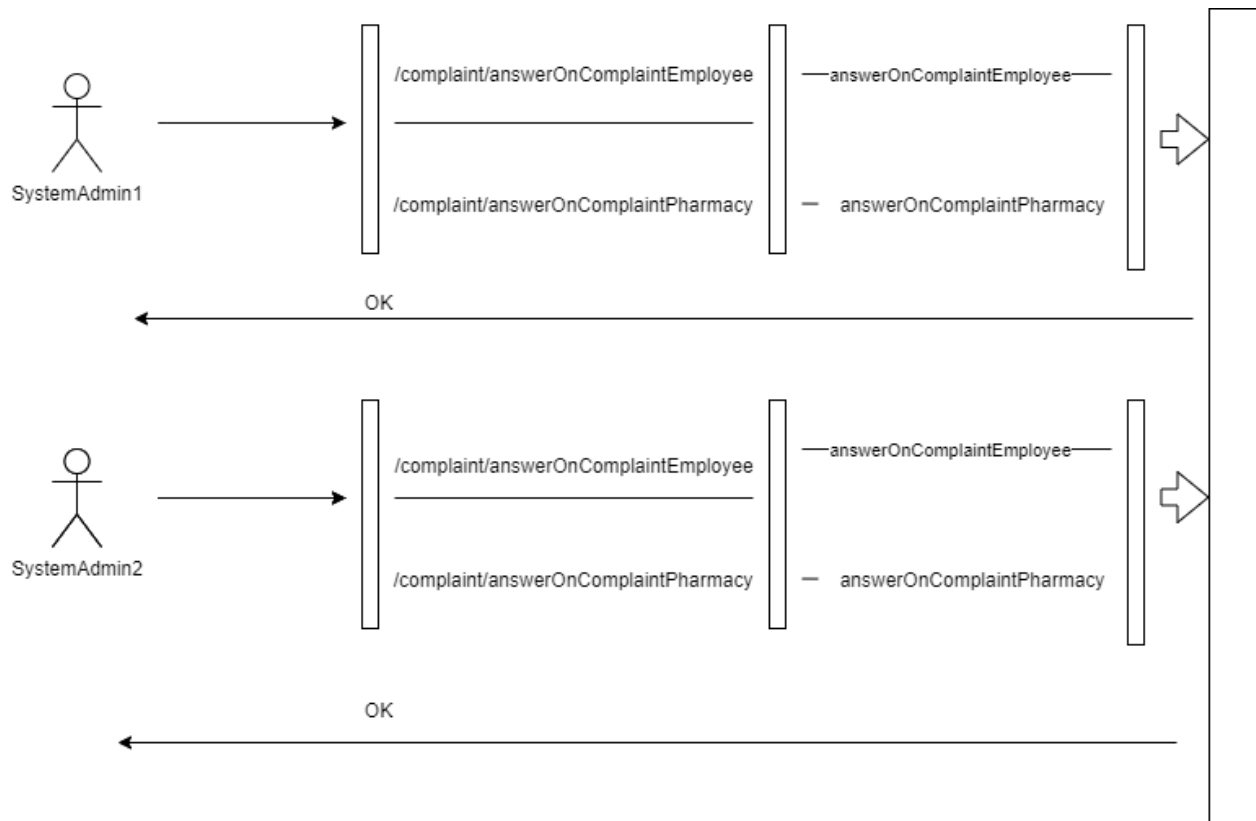 /complaint/answerOnComplaintEmployee
answerOnComplaintEmployee
SystemAdmin1
/complaint/answerOnComplaintPharmacy
answerOnComplaintPharmacy
OK
/complaint/answerOnComplaintEmployee
answerOnComplaintEmployee
SystemAdmin2
/complaint/answerOnComplaintPharmacy
answerOnComplaintPharmacy
OK